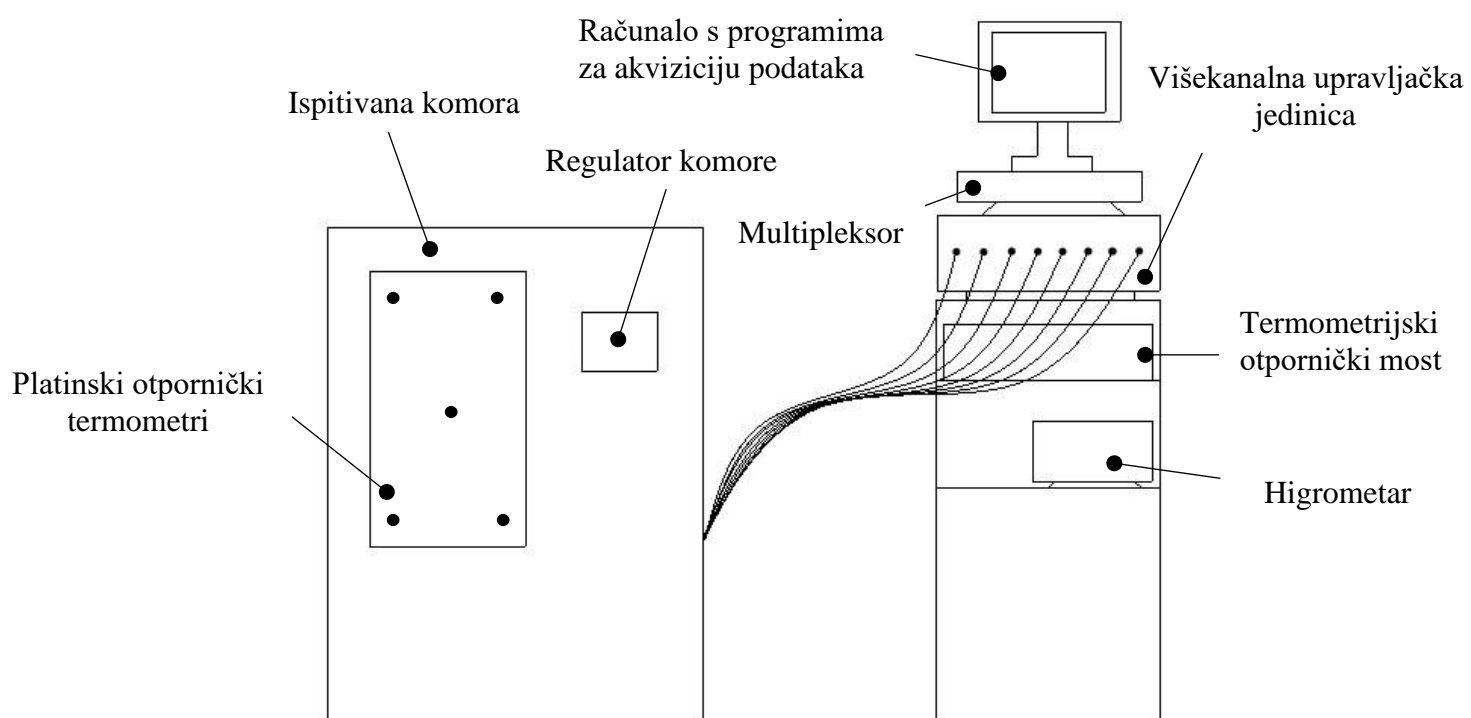 Računalo s programima
za akviziciju podataka
Višekanalna upravljačka
jedinica
Ispitivana komora
Regulator komore
Multipleksor
Termometrijski
otpornički most
Platinski otpornički
termometri
Higrometar